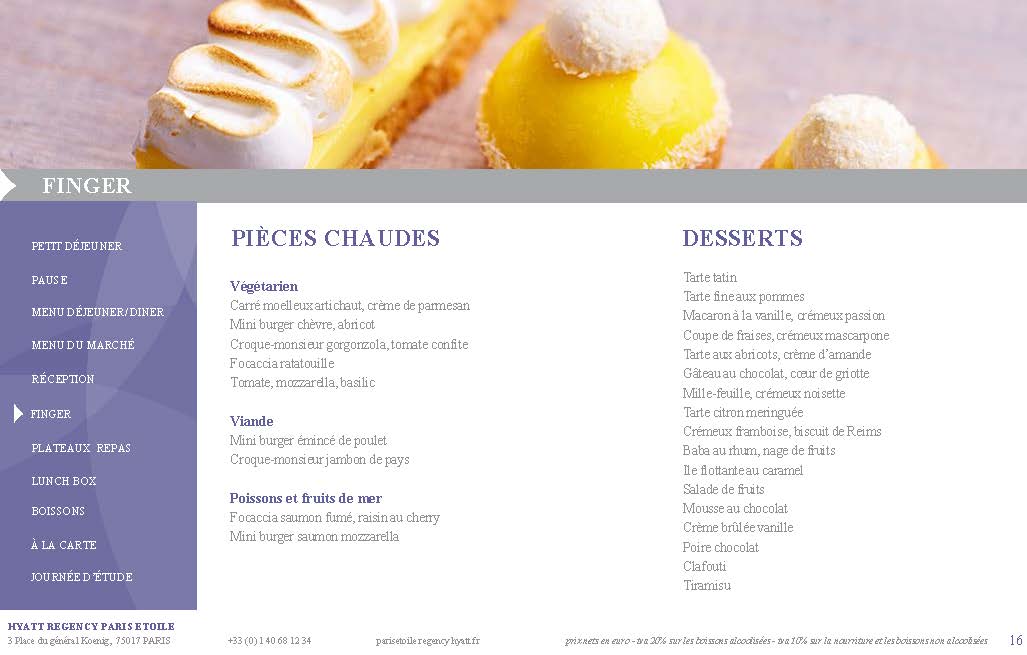 FINGER
PETIT DÉJEUNER
PAUSE
MENU DÉJEUNER/DINER
MENU DU MARCHÉ
RÉCEPTION
FINGER
PLATEAUX REPAS
LUNCH BOX
BOISSONS
À LA CARTE
JOURNÉE D'ÉTUDE
PIÈCES CHAUDES
Végétarien
Carré moelleux artichaut, crème de parmesan
Mini burger chèvre, abricot
Croque-monsieur gorgonzola, tomate confite
Focaccia ratatouille
Tomate, mozzarella, basilic
Viande
Mini burger émincé de poulet
Croque-monsieur jambon de pays
Poissons et fruits de mer
Focaccia saumon fumé, raisin au cherry
Mini burger saumon mozzarella
DESSERTS
Tarte tatin
Tarte fine aux pommes
Macaron à la vanille, crémeux passion
Coupe de fraises, crémeux mascarpone
Tarte aux abricots, crème d'amande
Gâteau au chocolat, cœur de griotte
Mille-feuille, crémeux noisette
Tarte citron meringuée
Crémeux framboise, biscuit de Reims
Baba au rhum, nage de fruits
Ile flottante au caramel
Salade de fruits
Mousse au chocolat
Crème brûlée vanille
Poire chocolat
Clafouti
Tiramisu
HYATT REGENCY PARIS ETOILE
3 Place du général Koenig, 75017 PARIS
+33 (0) 1 40 68 12 34
parisetoile.regency.hyatt.fr
prix nets en euro - tva 20% sur les boissons alcoolisées - tva 10% sur la nourriture et les boissons non alcoolisées
16